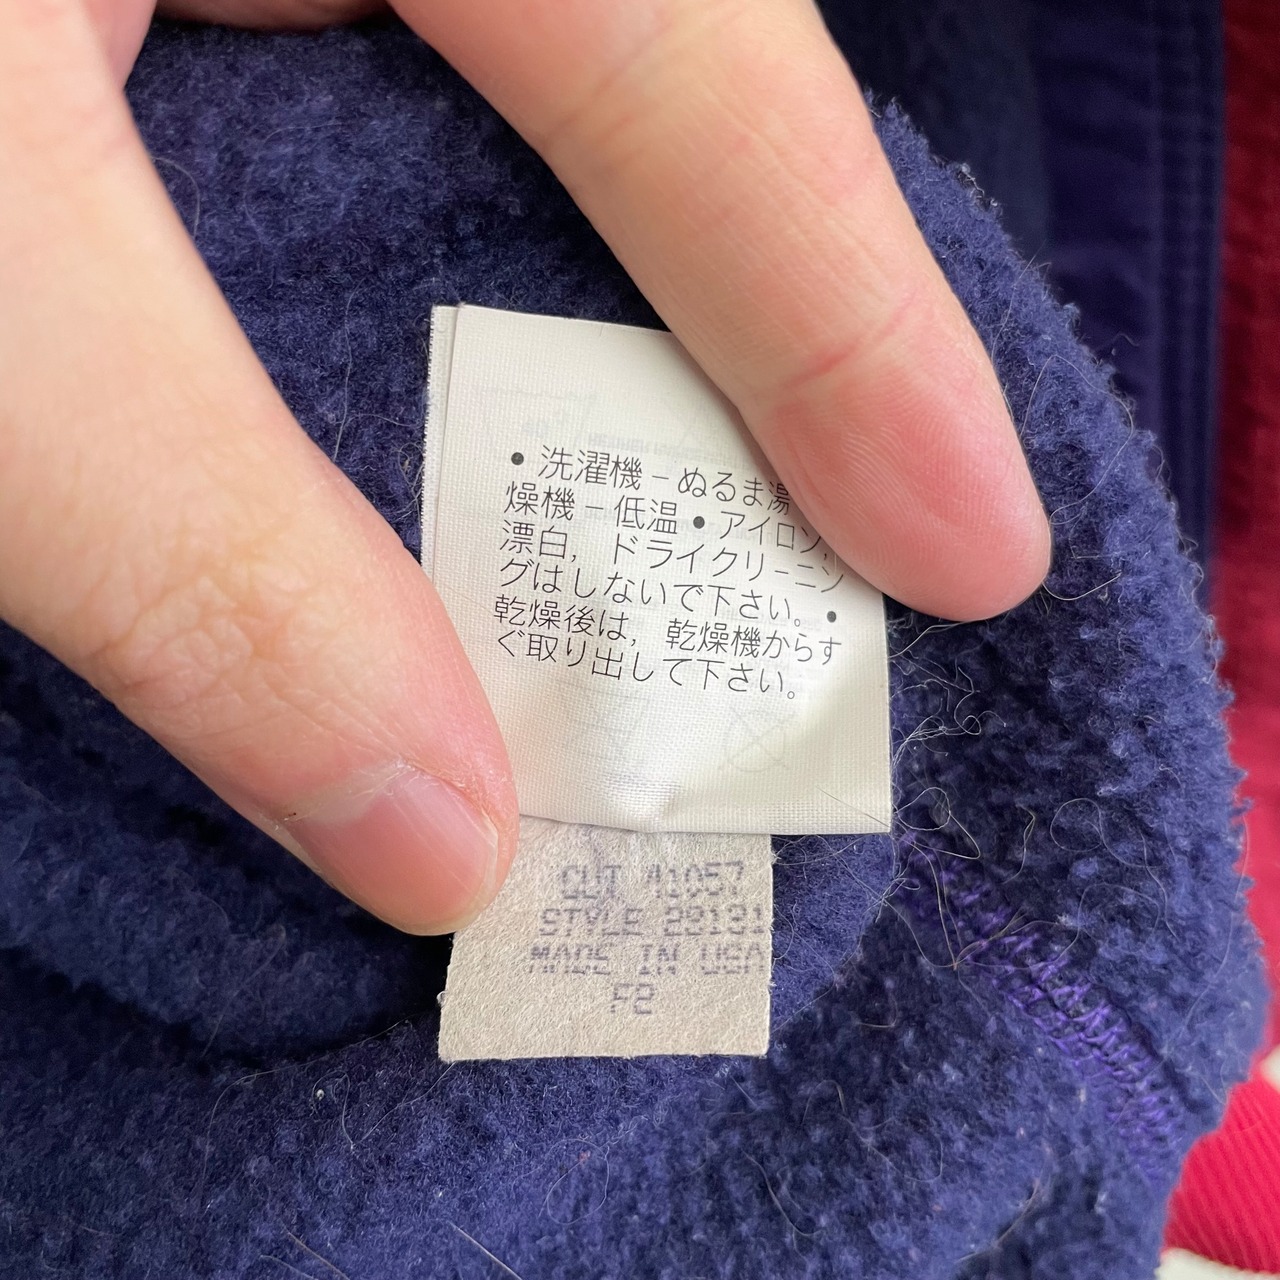 • 洗濯機－ぬるま湯
燥機－低温 • アイロン,
漂白, ドライクリーニン
グはしないで下さい。 •
乾燥後は, 乾燥機からす
ぐ取り出して下さい。
CUT 41057
STYLE
MADE IN USA